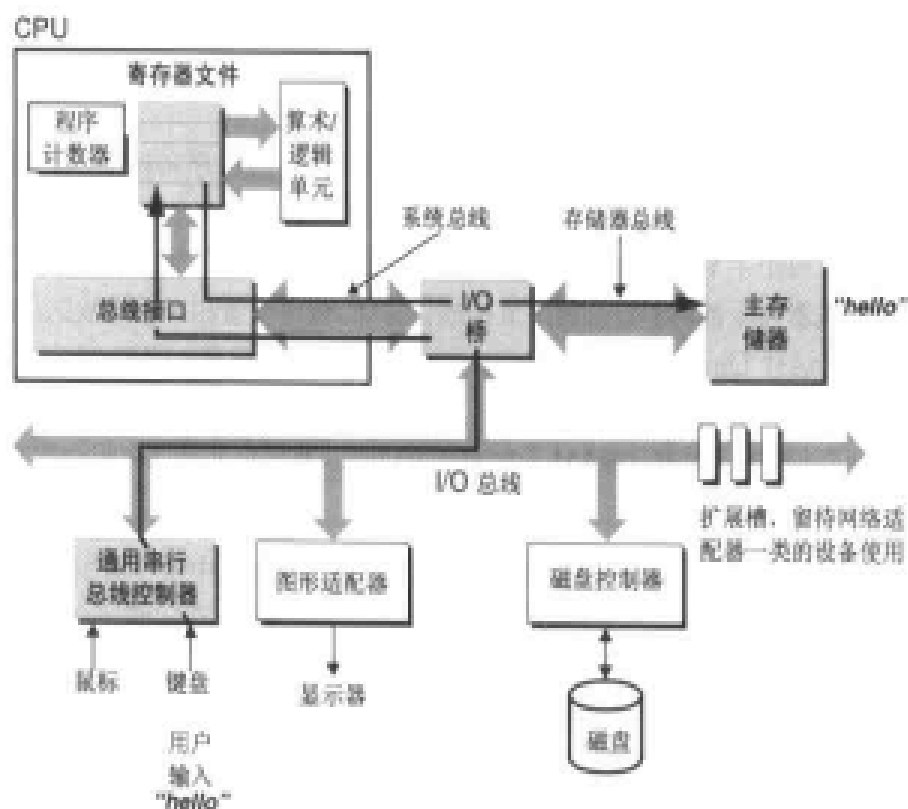 CPU
寄存器文件
程序
计数器
算术/
逻辑
单元
系统总线
存储器总线
总线接口
I/O
桥
主存
储器
"hello"
I/O 总线
扩展槽，留待网络适
配器一类的设备使用
通用串行
总线控制器
图形适配器
磁盘控制器
鼠标
键盘
显示器
磁盘
用户
输入
"hello"